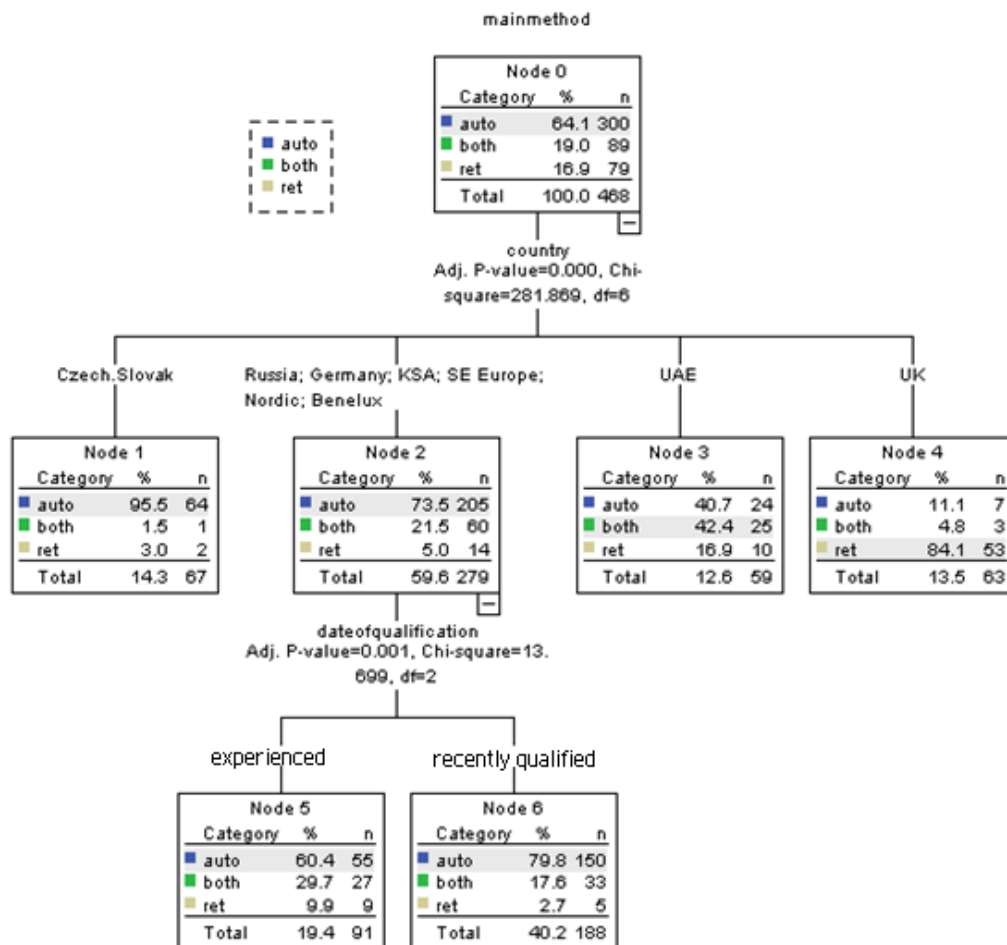 mainmethod
Node 0
Category % n
auto 64.1 300
both 19.0 89
ret 16.9 79
Total 100.0 468
auto
both
ret
country
Adj. P-value=0.000, Chi-
square=281.869, df=6
Czech.Slovak
Russia; Germany; KSA; SE Europe;
Nordic; Benelux
UAE
UK
Node 1
Category % n
auto 95.5 64
both 1.5 1
ret 3.0 2
Total 14.3 67
Node 2
Category % n
auto 73.5 205
both 21.5 60
ret 5.0 14
Total 59.6 279
Node 3
Category % n
auto 40.7 24
both 42.4 25
ret 16.9 10
Total 12.6 59
Node 4
Category % n
auto 11.1 7
both 4.8 3
ret 84.1 53
Total 13.5 63
dateofqualification
Adj. P-value=0.001, Chi-square=13.
699, df=2
experienced
recently qualified
Node 5
Category % n
auto 60.4 55
both 29.7 27
ret 9.9 9
Total 19.4 91
Node 6
Category % n
auto 79.8 150
both 17.6 33
ret 2.7 5
Total 40.2 188